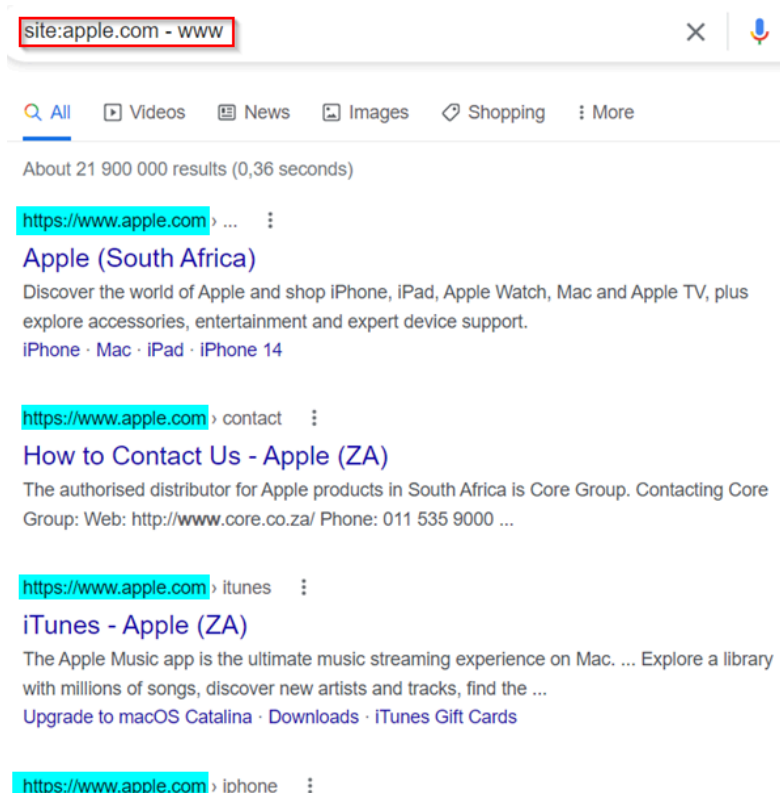 site:apple.com - www
All Videos News Images Shopping More
About 21 900 000 results (0,36 seconds)
https://www.apple.com › ...
Apple (South Africa)
Discover the world of Apple and shop iPhone, iPad, Apple Watch, Mac and Apple TV, plus
explore accessories, entertainment and expert device support.
iPhone · Mac · iPad · iPhone 14
https://www.apple.com › contact
How to Contact Us - Apple (ZA)
The authorised distributor for Apple products in South Africa is Core Group. Contacting Core
Group: Web: http://www.core.co.za/ Phone: 011 535 9000 ...
https://www.apple.com › itunes
iTunes - Apple (ZA)
The Apple Music app is the ultimate music streaming experience on Mac. ... Explore a library
with millions of songs, discover new artists and tracks, find the ...
Upgrade to macOS Catalina · Downloads · iTunes Gift Cards
https://www.apple.com › iphone